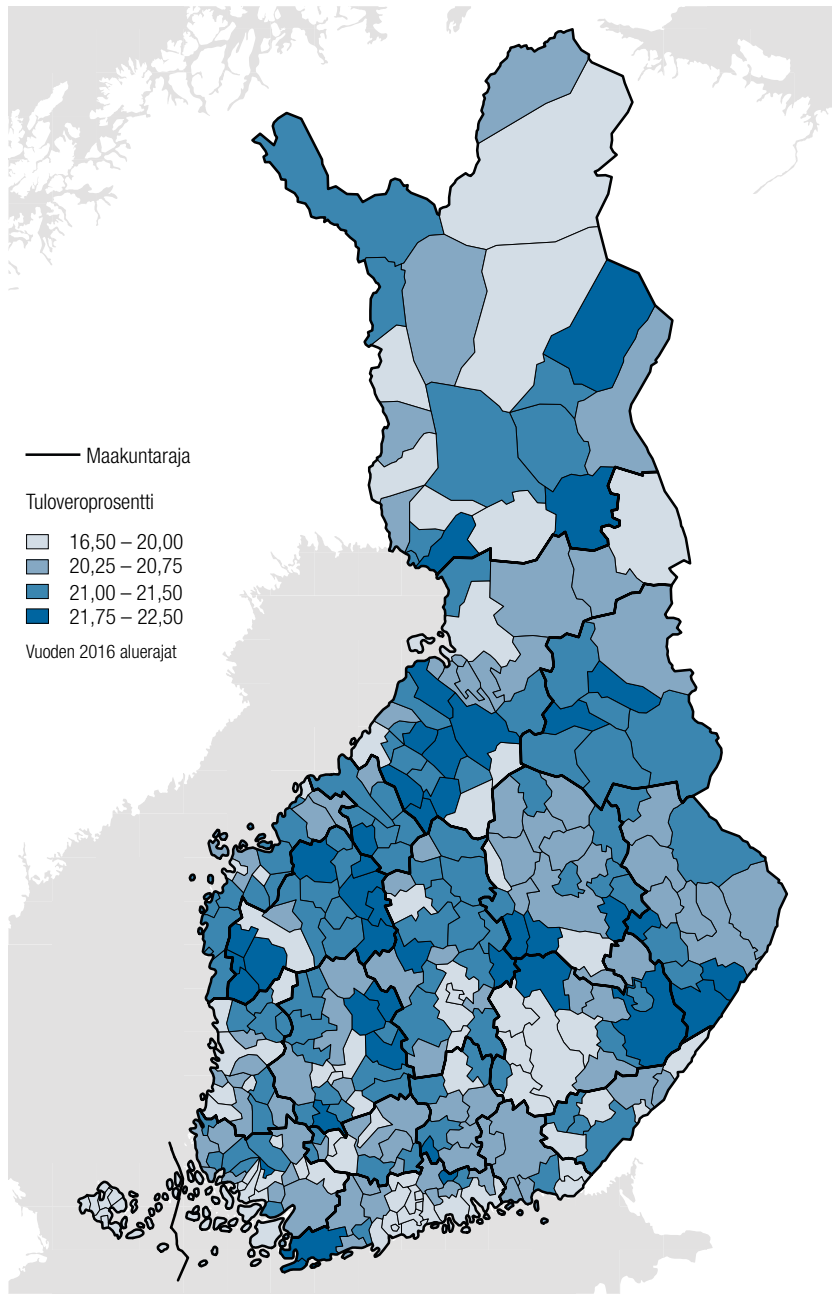 Maakuntaraja
Tuloveroprosentti
16,50 – 20,00
20,25 – 20,75
21,00 – 21,50
21,75 – 22,50
Vuoden 2016 aluerajat